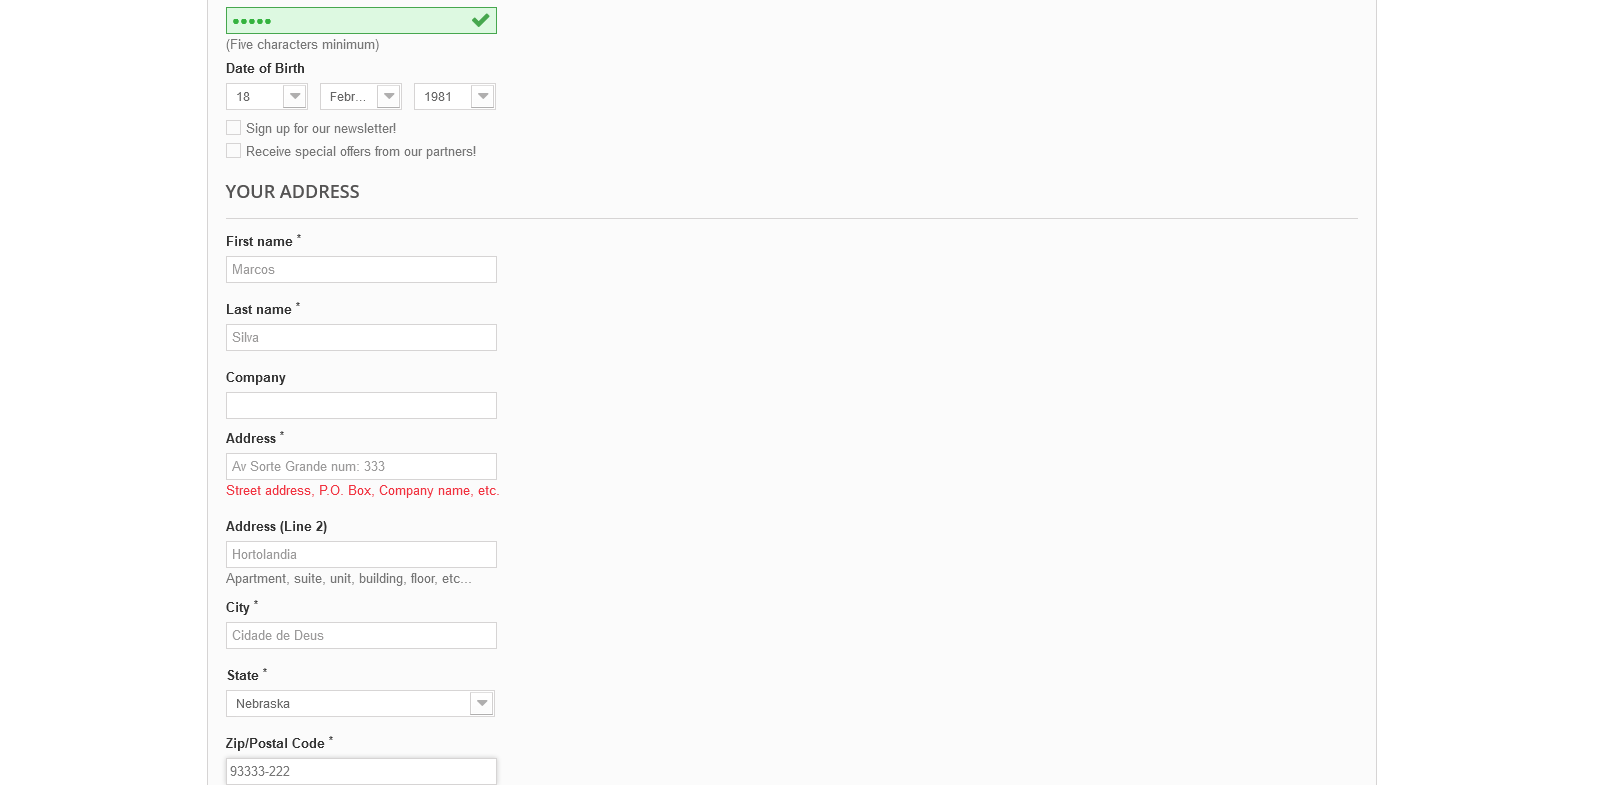 (Five characters minimum)
Date of Birth
18 Febr... 1981
Sign up for our newsletter!
Receive special offers from our partners!
YOUR ADDRESS
First name *
Marcos
Last name *
Silva
Company
Address *
Av Sorte Grande num: 333
Street address, P.O. Box, Company name, etc.
Address (Line 2)
Hortolandia
Apartment, suite, unit, building, floor, etc...
City *
Cidade de Deus
State *
Nebraska
Zip/Postal Code *
93333-222